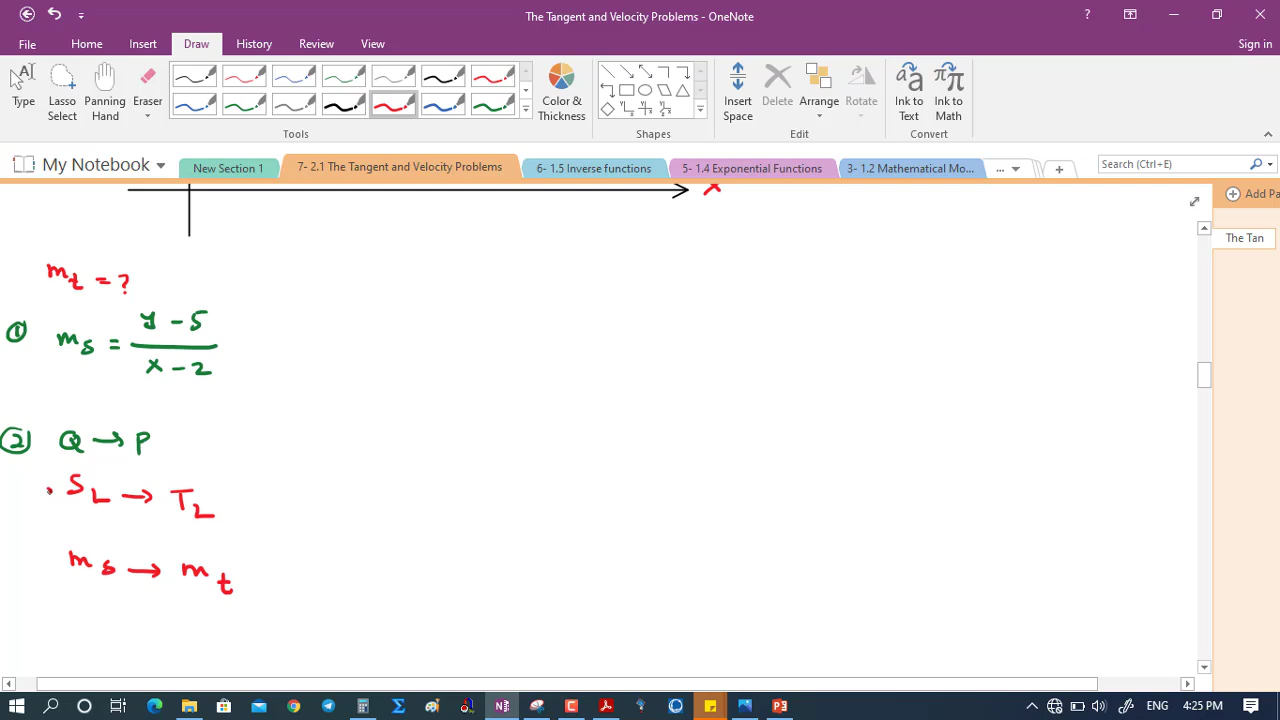 The Tangent and Velocity Problems - OneNote
File Home Insert Draw History Review View Sign in
Type Lasso Select Panning Hand Eraser Color & Thickness Insert Space Delete Arrange Rotate Ink to Text Ink to Math
Tools Shapes Edit Convert
My Notebook New Section 1 7- 2.1 The Tangent and Velocity Problems 6- 1.5 Inverse functions 5- 1.4 Exponential Functions 3- 1.2 Mathematical Mo... ... Search (Ctrl+E)
x
Add Pa
The Tan
m_t = ?
① m_s = (y - 5) / (x - 2)
② Q → P
S_L → T_L
m_s → m_t
ENG 4:25 PM